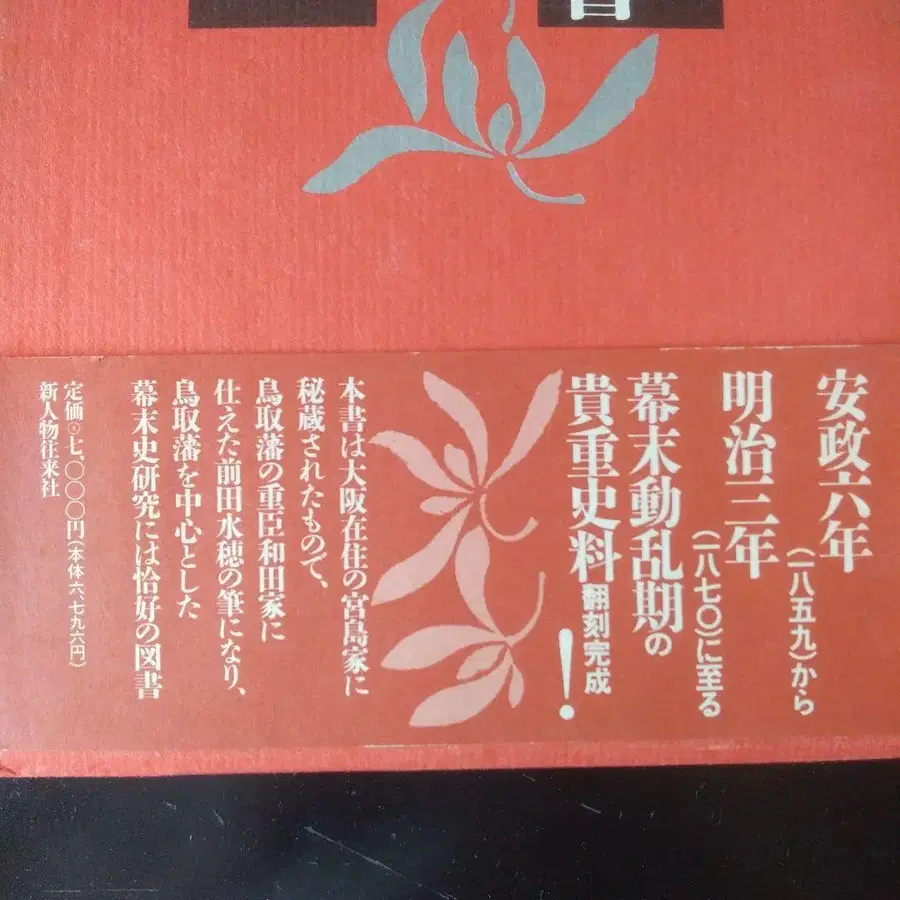 安政六年
(一八五九)から
明治三年
(一八七〇)に至る
幕末動乱期の
貴重史料翻刻完成!
本書は大阪在住の宮島家に
秘蔵されたもので、
鳥取藩の重臣和田家に
仕えた前田水穂の筆になり、
鳥取藩を中心とした
幕末史研究には恰好の図書
定価 七、〇〇〇円(本体六、七九六円)
新人物往来社